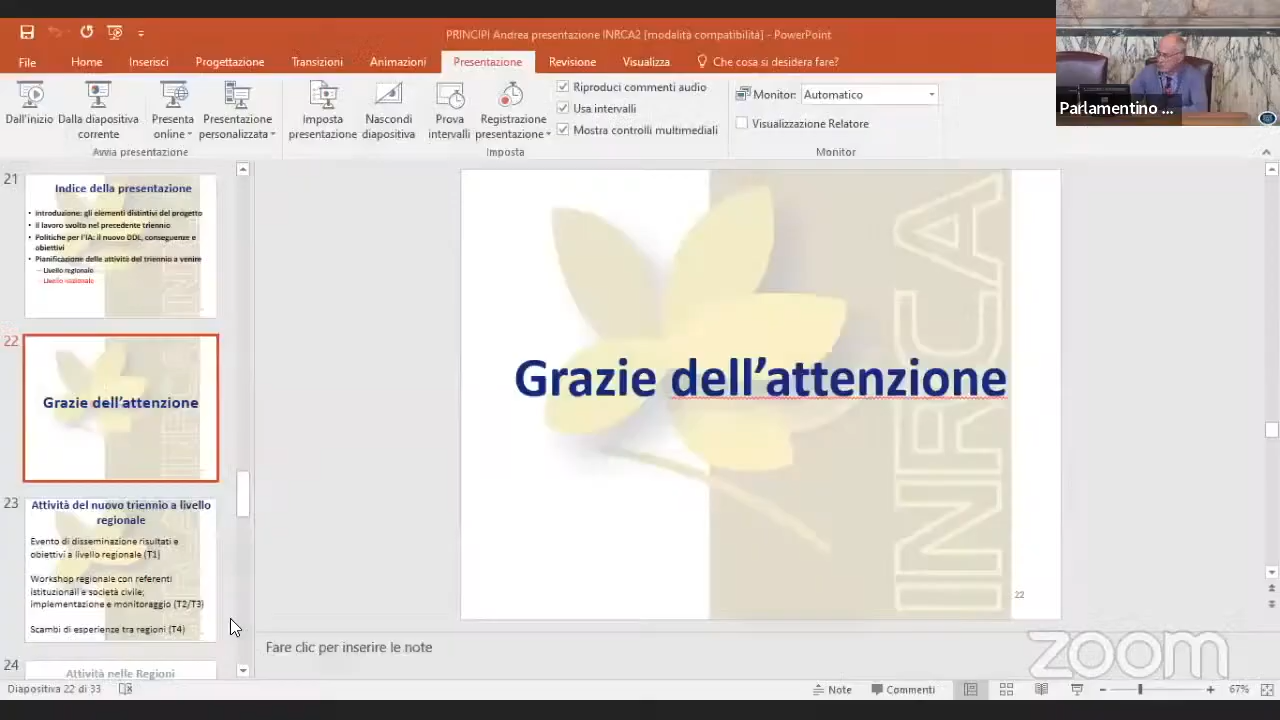 PRINCIPI Andrea presentazione INRCA2 [modalità compatibilità] - PowerPoint
File Home Inserisci Progettazione Transizioni Animazioni Presentazione Revisione Visualizza Che cosa si desidera fare?
Dall'inizio
Dalla diapositiva corrente
Presenta online
Presentazione personalizzata
Avvia presentazione
Imposta presentazione
Nascondi diapositiva
Prova intervalli
Registrazione presentazione
Riproduci commenti audio
Usa intervalli
Mostra controlli multimediali
Imposta
Monitor: Automatico
Visualizzazione Relatore
Monitor
Parlamentino ...
21
Indice della presentazione
• Introduzione: gli elementi distintivi del progetto
• Il lavoro svolto nel precedente triennio
• Politiche per l'IA: il nuovo DDL, conseguenze e
obiettivi
• Pianificazione delle attività del triennio a venire
– Livello regionale
– Livello nazionale
22
Grazie dell'attenzione
23
Attività del nuovo triennio a livello
regionale
Evento di disseminazione risultati e
obiettivi a livello regionale (T1)
Workshop regionale con referenti
istituzionali e società civile;
implementazione e monitoraggio (T2/T3)
Scambi di esperienze tra regioni (T4)
24
Attività nelle Regioni
Grazie dell’attenzione
INRCA
22
Fare clic per inserire le note
zoom
Diapositiva 22 di 33
Note Commenti 67%